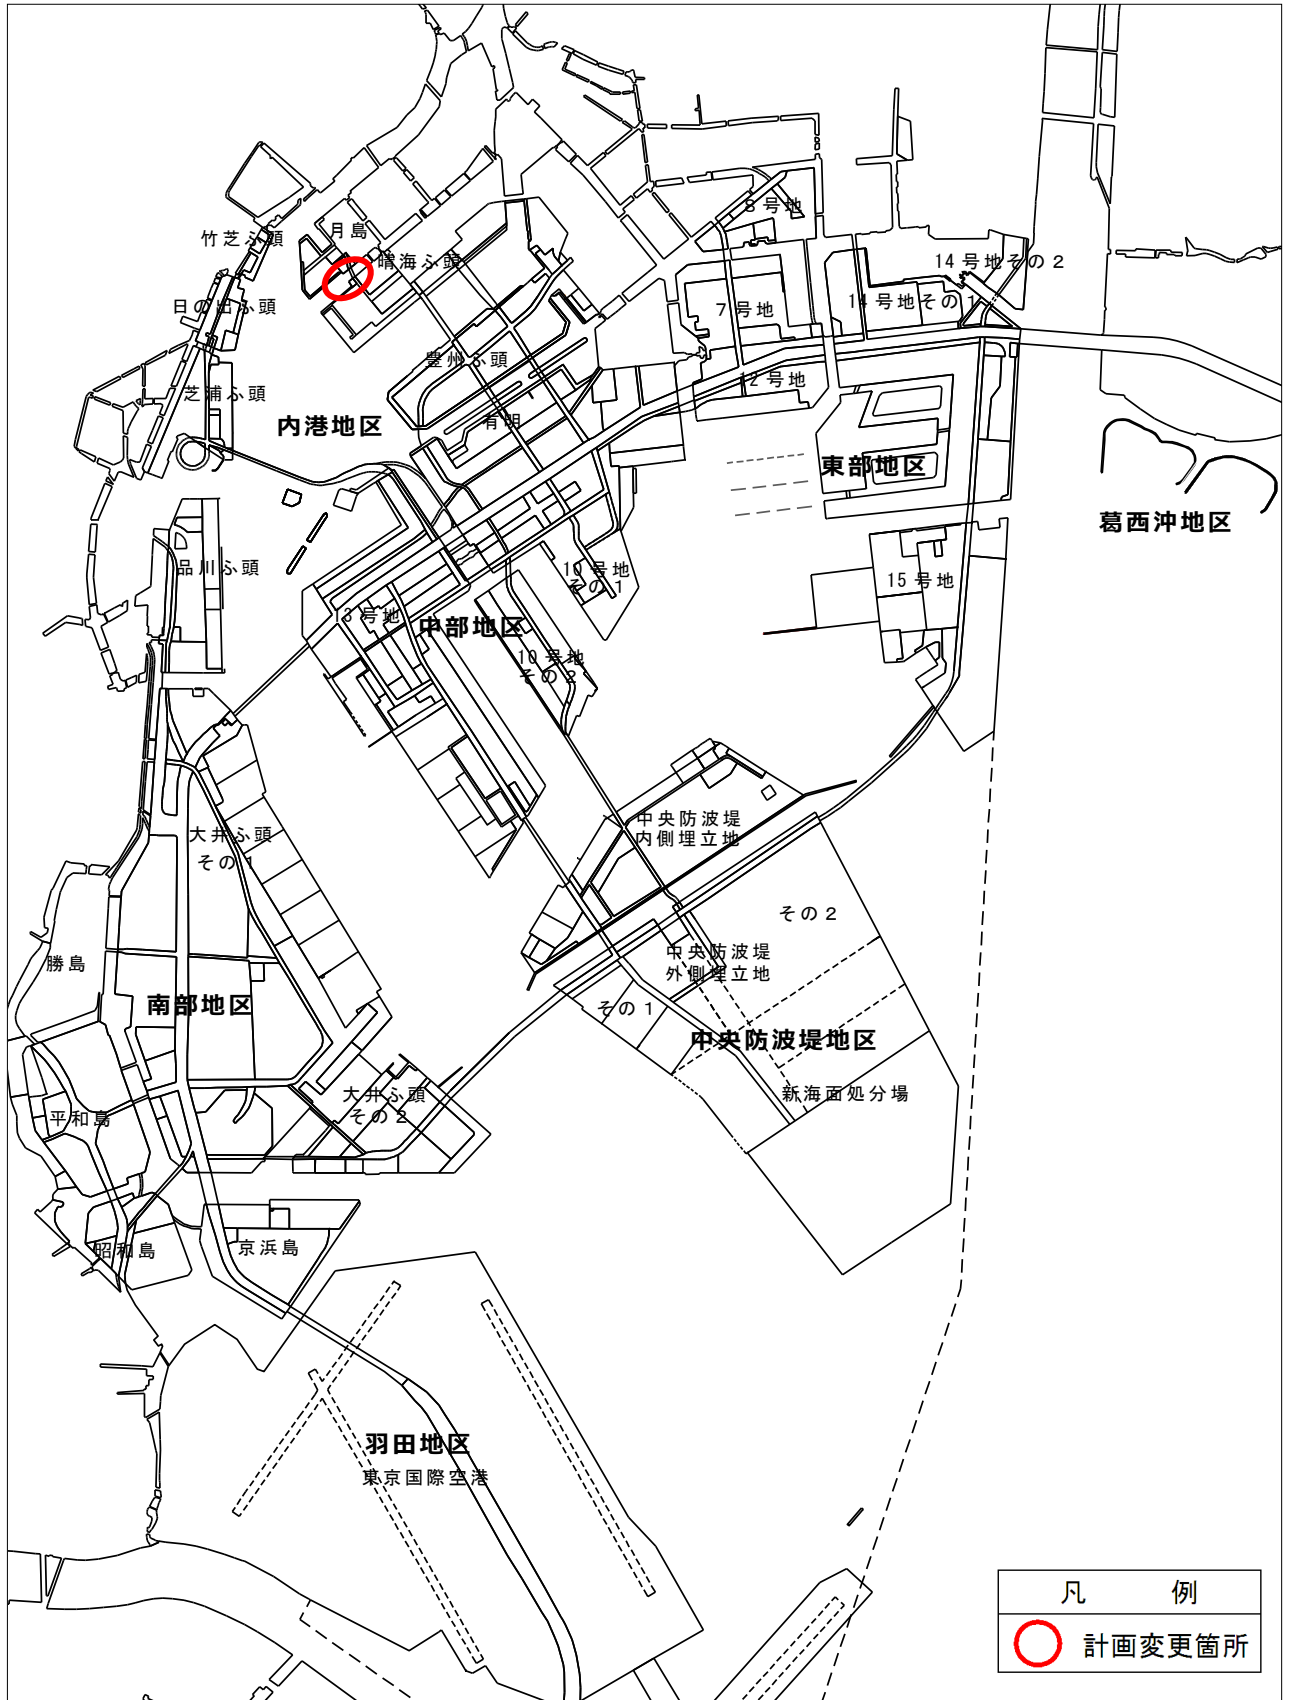 ８号地
月島
竹芝ふ頭
晴海ふ頭
14号地その２
日の出ふ頭
７号地
14号地その１
豊州ふ頭
12号地
芝浦ふ頭
有明
内港地区
東部地区
葛西沖地区
品川ふ頭
10号地
その１
15号地
13号地
中部地区
10号地
その２
中央防波堤
内側埋立地
大井ふ頭
その１
その２
勝島
中央防波堤
外側埋立地
南部地区
その１
中央防波堤地区
大井ふ頭
その２
新海面処分場
平和島
昭和島
京浜島
羽田地区
東京国際空港
凡　例
計画変更箇所